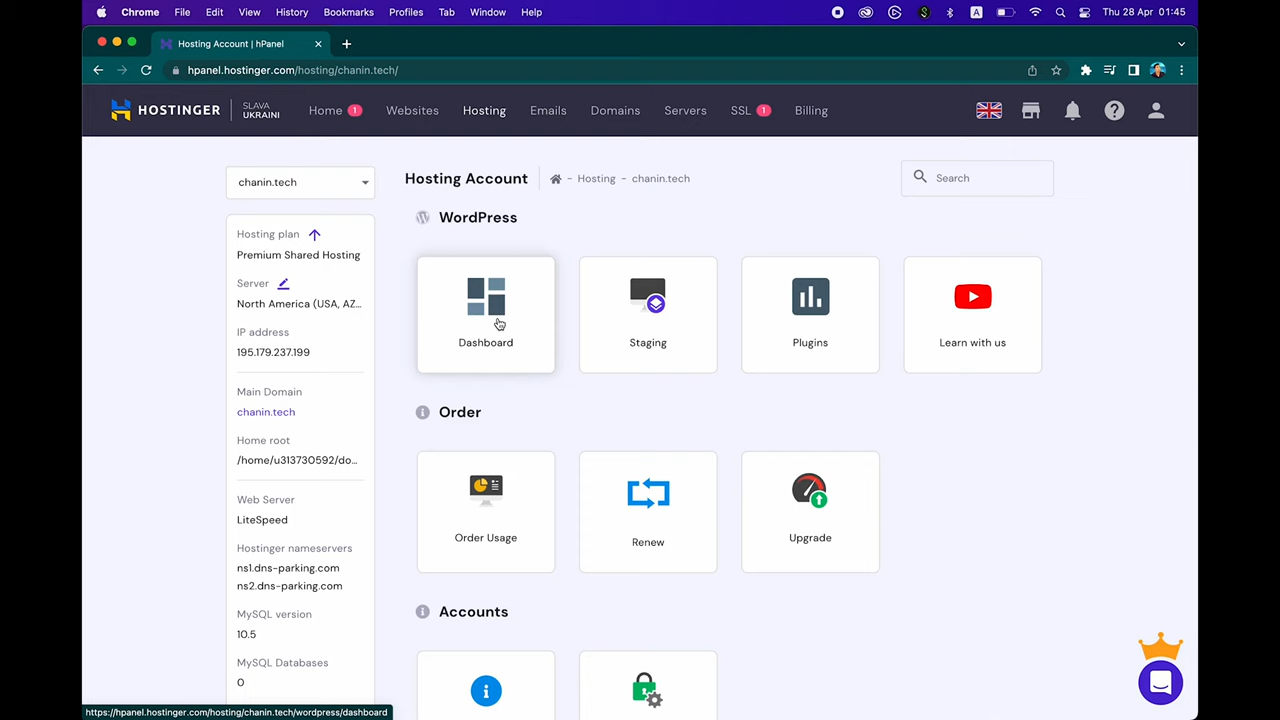 Chrome File Edit View History Bookmarks Profiles Tab Window Help A Thu 28 Apr 01:45
Hosting Account | hPanel
hpanel.hostinger.com/hosting/chanin.tech/
HOSTINGER SLAVA UKRAINI Home 1 Websites Hosting Emails Domains Servers SSL 1 Billing
chanin.tech
Hosting Account - Hosting - chanin.tech
Search
Hosting plan
Premium Shared Hosting
Server
North America (USA, AZ...
IP address
195.179.237.199
Main Domain
chanin.tech
Home root
/home/u313730592/do...
Web Server
LiteSpeed
Hostinger nameservers
ns1.dns-parking.com
ns2.dns-parking.com
MySQL version
10.5
MySQL Databases
0
WordPress
Dashboard Staging Plugins Learn with us
Order
Order Usage Renew Upgrade
Accounts
https://hpanel.hostinger.com/hosting/chanin.tech/wordpress/dashboard